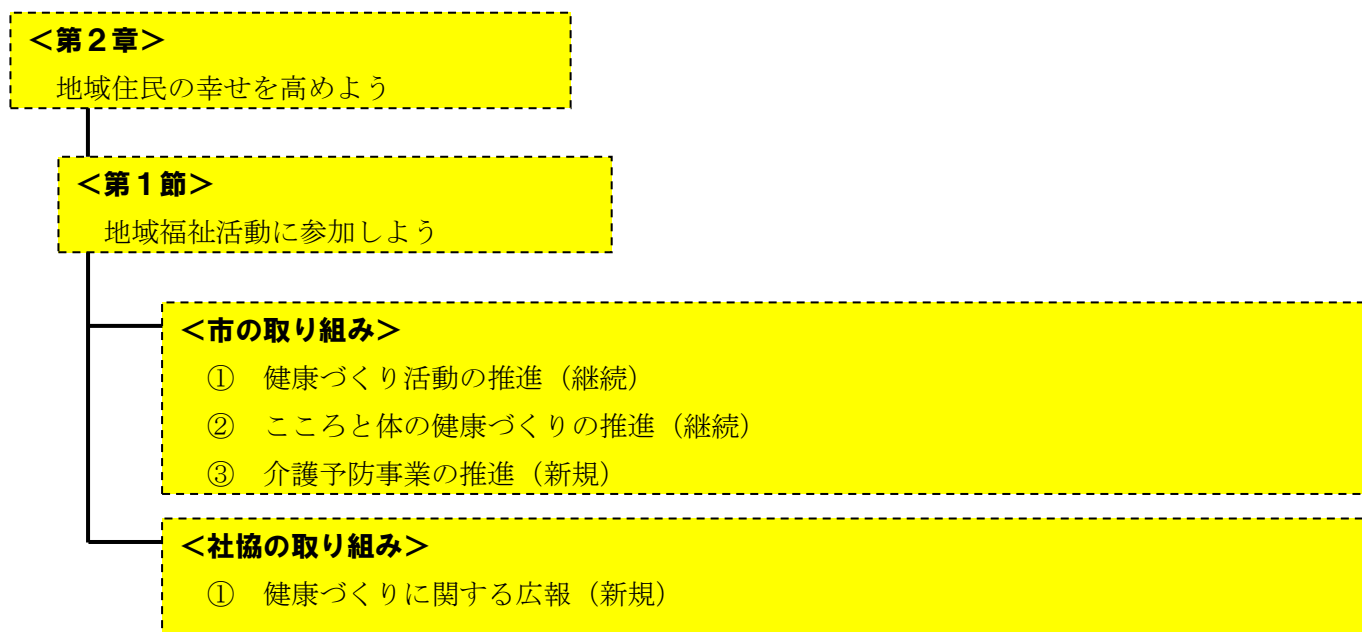 ＜第２章＞
地域住民の幸せを高めよう
＜第１節＞
地域福祉活動に参加しよう
＜市の取り組み＞
①　健康づくり活動の推進（継続）
②　こころと体の健康づくりの推進（継続）
③　介護予防事業の推進（新規）
＜社協の取り組み＞
①　健康づくりに関する広報（新規）